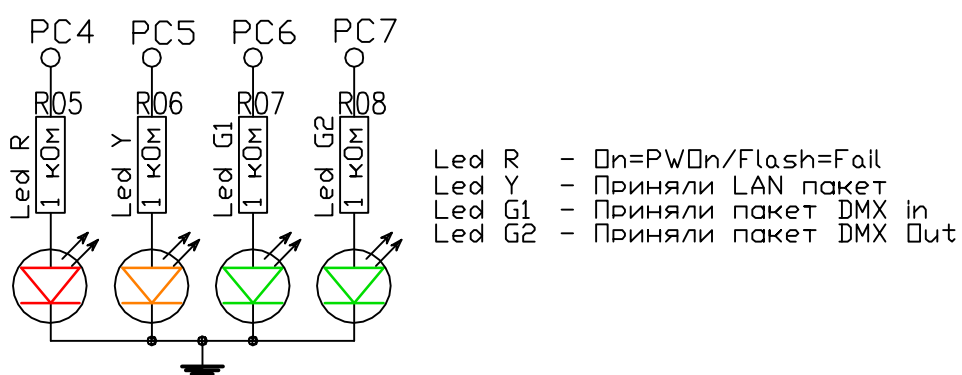 PC4 PC5 PC6 PC7
R05 R06 R07 R08
Led R
1 кОм
Led Y
1 кОм
Led G1
1 кОм
Led G2
1 кОм
Led R - On=PWOn/Flash=Fail
Led Y - Приняли LAN пакет
Led G1 - Приняли пакет DMX in
Led G2 - Приняли пакет DMX Out